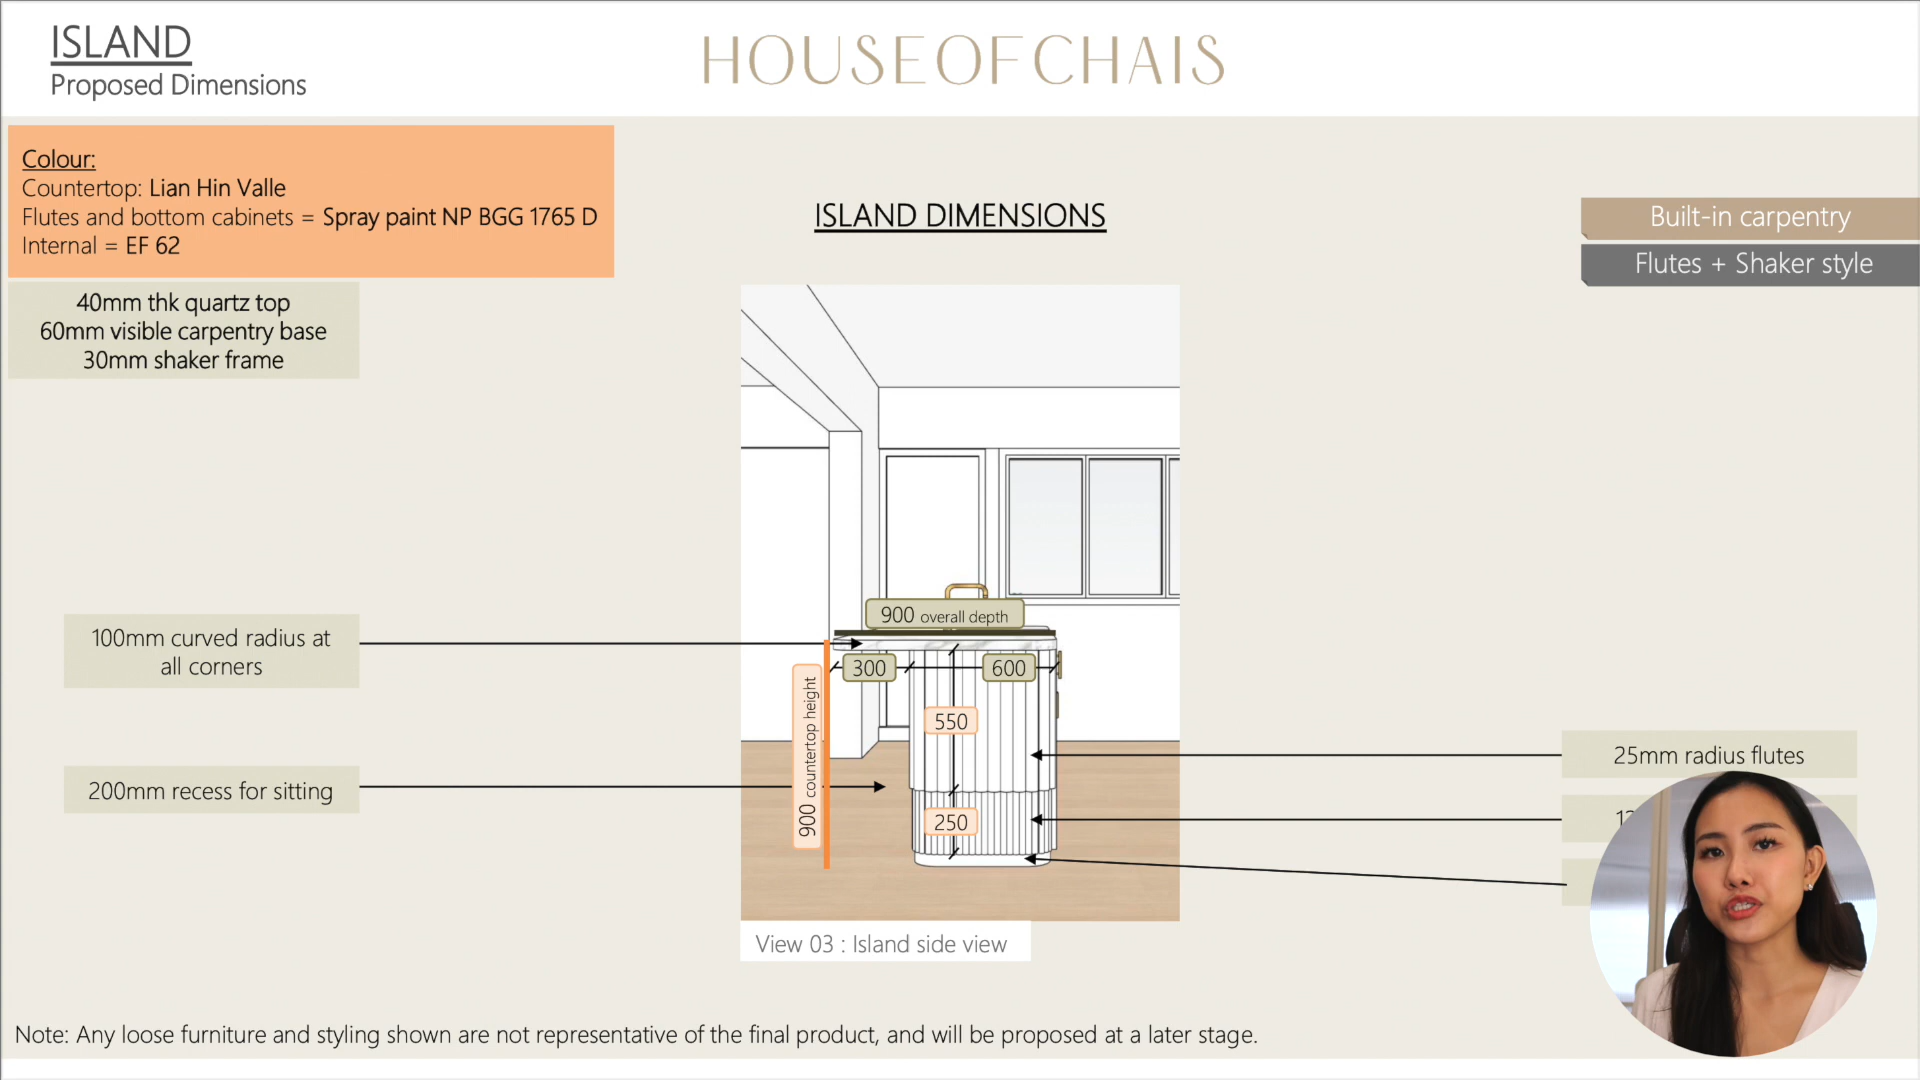 ISLAND
Proposed Dimensions
HOUSEOFCHAIS
Colour:
Countertop: Lian Hin Valle
Flutes and bottom cabinets = Spray paint NP BGG 1765 D
Internal = EF 62
40mm thk quartz top
60mm visible carpentry base
30mm shaker frame
ISLAND DIMENSIONS
Built-in carpentry
Flutes + Shaker style
900 overall depth
300
600
900 countertop height
550
250
100mm curved radius at
all corners
200mm recess for sitting
25mm radius flutes
View 03 : Island side view
Note: Any loose furniture and styling shown are not representative of the final product, and will be proposed at a later stage.